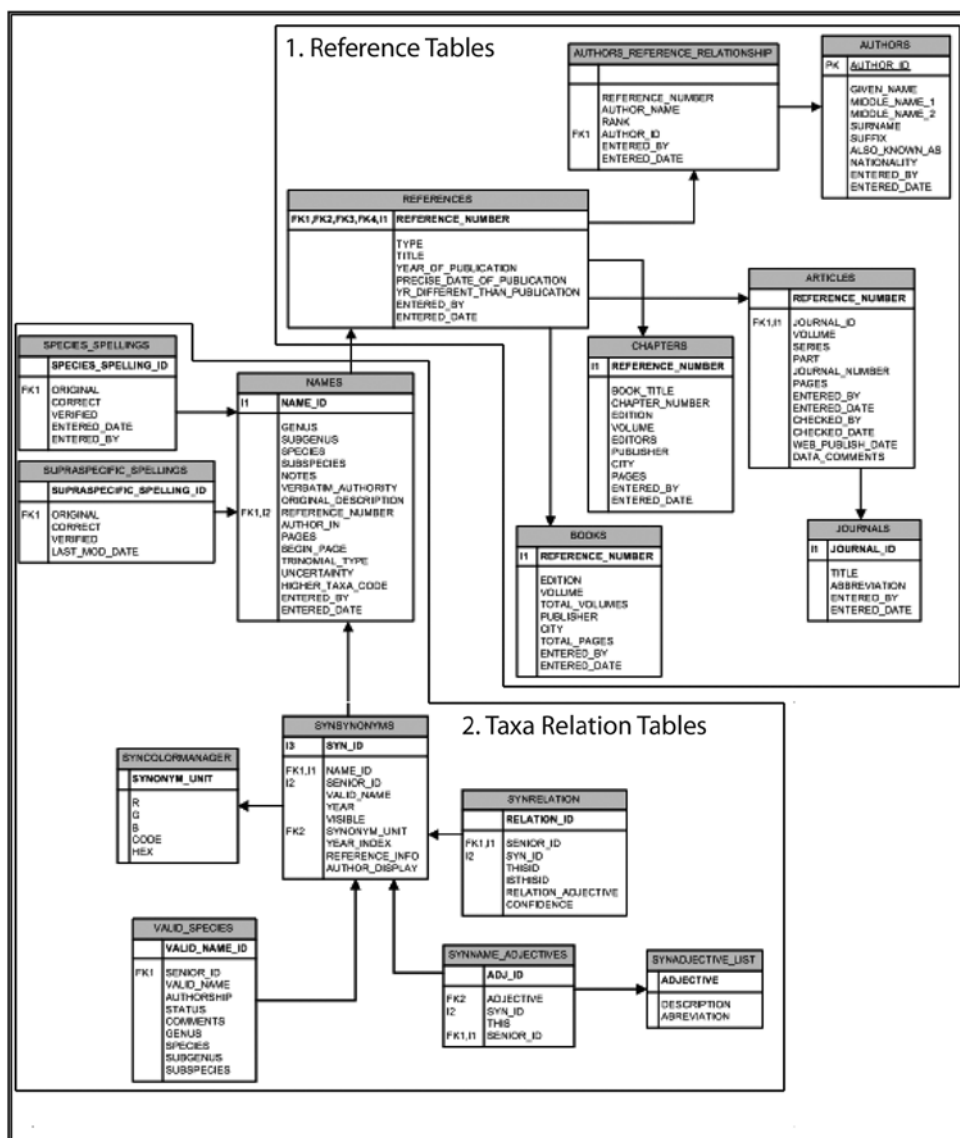 1. Reference Tables
AUTHORS_REFERENCE_RELATIONSHIP
REFERENCE_NUMBER
AUTHOR_NAME
RANK
FK1 AUTHOR_ID
ENTERED_BY
ENTERED_DATE
AUTHORS
PK AUTHOR_ID
GIVEN_NAME
MIDDLE_NAME_1
MIDDLE_NAME_2
SURNAME
SUFFIX
ALSO_KNOWN_AS
NATIONALITY
ENTERED_BY
ENTERED_DATE
REFERENCES
FK1,FK2,FK3,FK4,I1 REFERENCE_NUMBER
TYPE
TITLE
YEAR_OF_PUBLICATION
PRECISE_DATE_OF_PUBLICATION
YR_DIFFERENT_THAN_PUBLICATION
ENTERED_BY
ENTERED_DATE
ARTICLES
REFERENCE_NUMBER
FK1,I1 JOURNAL_ID
VOLUME
SERIES
PART
JOURNAL_NUMBER
PAGES
ENTERED_BY
ENTERED_DATE
CHECKED_BY
CHECKED_DATE
WEB_PUBLISH_DATE
DATA_COMMENTS
CHAPTERS
I1 REFERENCE_NUMBER
BOOK_TITLE
CHAPTER_NUMBER
EDITION
VOLUME
EDITORS
PUBLISHER
CITY
PAGES
ENTERED_BY
ENTERED_DATE
SPECIES_SPELLINGS
SPECIES_SPELLING_ID
FK1 ORIGINAL
CORRECT
VERIFIED
ENTERED_DATE
ENTERED_BY
NAMES
I1 NAME_ID
GENUS
SUBGENUS
SPECIES
SUBSPECIES
NOTES
VERBATIM_AUTHORITY
ORIGINAL_DESCRIPTION
FK1,I2 REFERENCE_NUMBER
AUTHOR_IN
PAGES
BEGIN_PAGE
TRINOMIAL_TYPE
UNCERTAINTY
HIGHER_TAXA_CODE
ENTERED_BY
ENTERED_DATE
SUPRASPECIFIC_SPELLINGS
SUPRASPECIFIC_SPELLING_ID
FK1 ORIGINAL
CORRECT
VERIFIED
LAST_MOD_DATE
BOOKS
I1 REFERENCE_NUMBER
EDITION
VOLUME
TOTAL_VOLUMES
PUBLISHER
CITY
TOTAL_PAGES
ENTERED_BY
ENTERED_DATE
JOURNALS
I1 JOURNAL_ID
TITLE
ABBREVIATION
ENTERED_BY
ENTERED_DATE
2. Taxa Relation Tables
SYNSYNONYMS
I3 SYN_ID
FK1,I1 NAME_ID
I2 SENIOR_ID
VALID_NAME
YEAR
VISIBLE
FK2 SYNONYM_UNIT
YEAR_INDEX
REFERENCE_INFO
AUTHOR_DISPLAY
SYNCOLORMANAGER
SYNONYM_UNIT
R
G
B
CODE
HEX
SYNRELATION
RELATION_ID
FK1,I1 SENIOR_ID
I2 SYN_ID
THISID
ISTHISID
RELATION_ADJECTIVE
CONFIDENCE
VALID_SPECIES
VALID_NAME_ID
FK1 SENIOR_ID
VALID_NAME
AUTHORSHIP
STATUS
COMMENTS
GENUS
SPECIES
SUBGENUS
SUBSPECIES
SYNNAME_ADJECTIVES
ADJ_ID
FK2 ADJECTIVE
I2 SYN_ID
THIS
FK1,I1 SENIOR_ID
SYNADJECTIVE_LIST
ADJECTIVE
DESCRIPTION
ABREVIATION